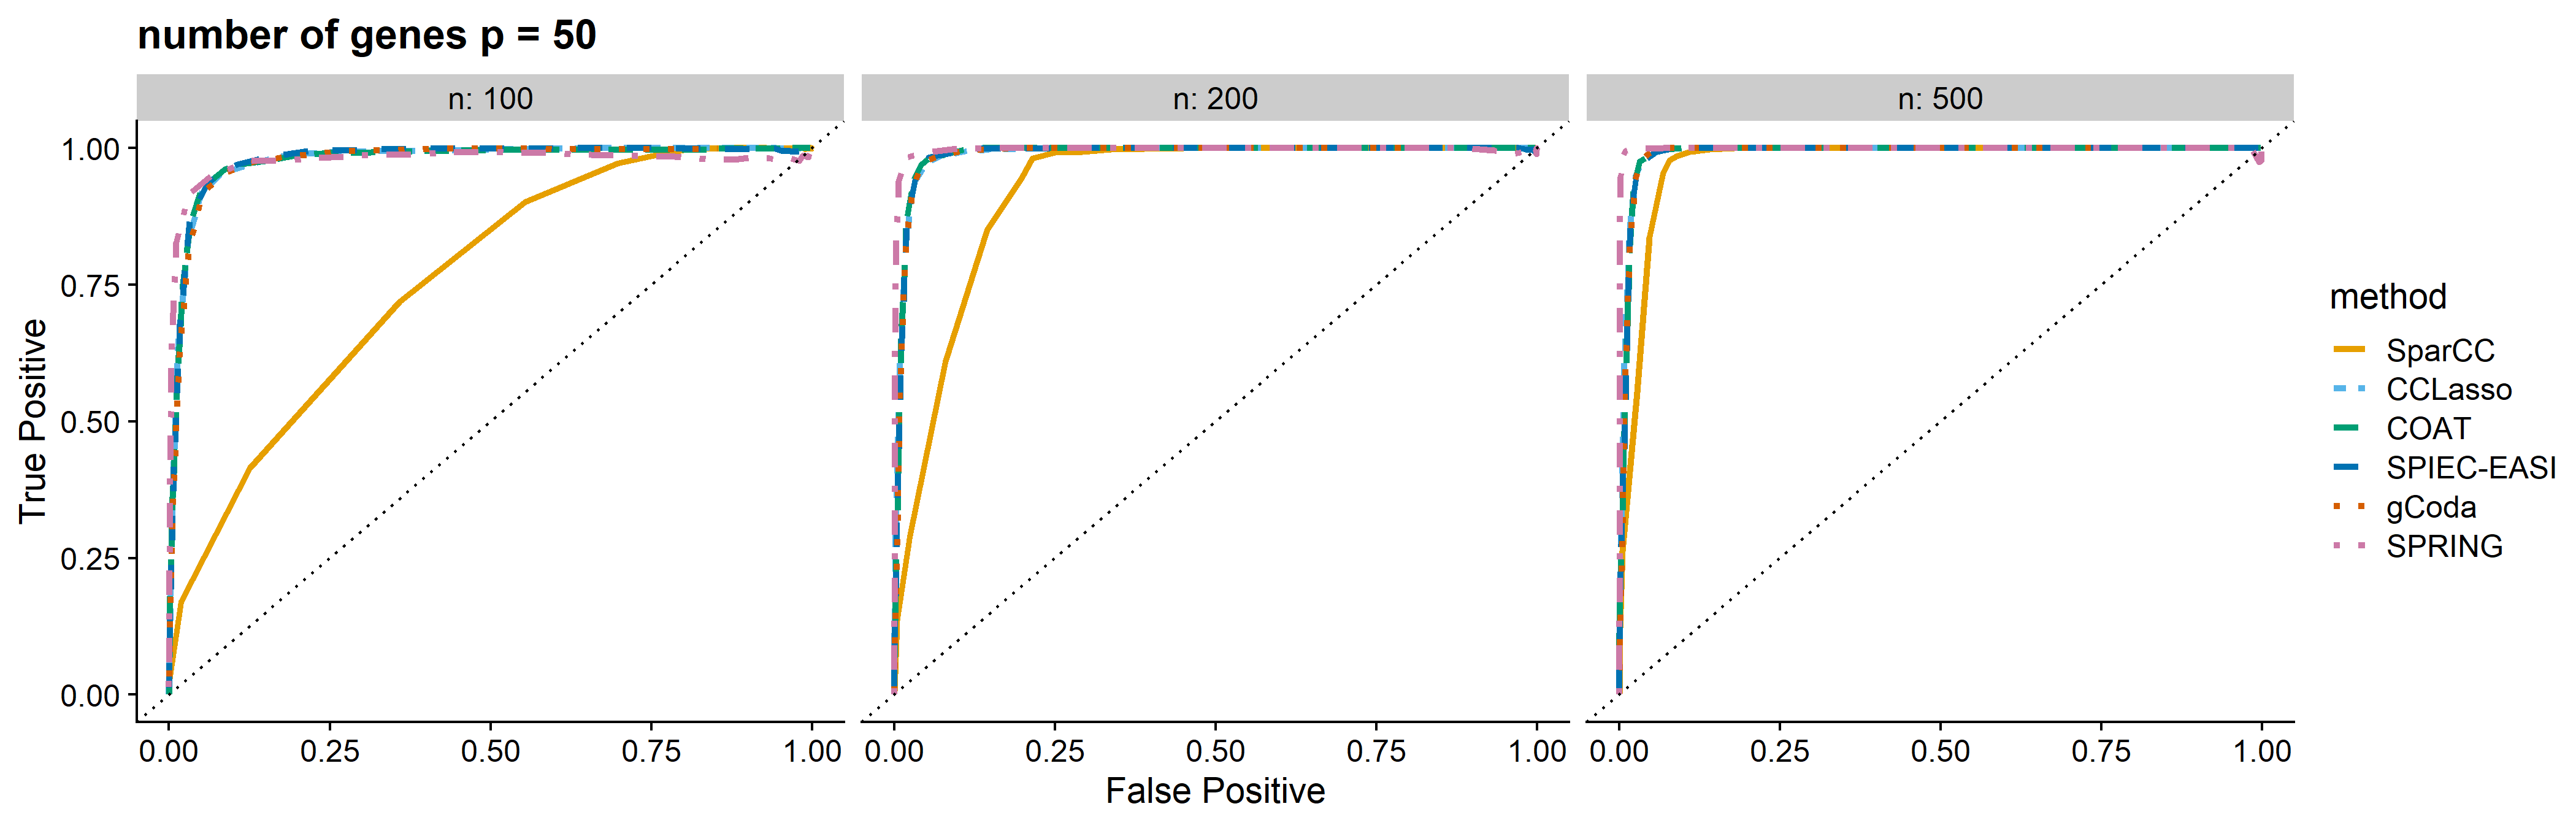 number of genes p = 50
n: 100
n: 200
n: 500
True Positive
1.00
0.75
0.50
0.25
0.00
0.00 0.25 0.50 0.75 1.00
0.00 0.25 0.50 0.75 1.00
0.00 0.25 0.50 0.75 1.00
False Positive
method
SparCC
CCLasso
COAT
SPIEC-EASI
gCoda
SPRING